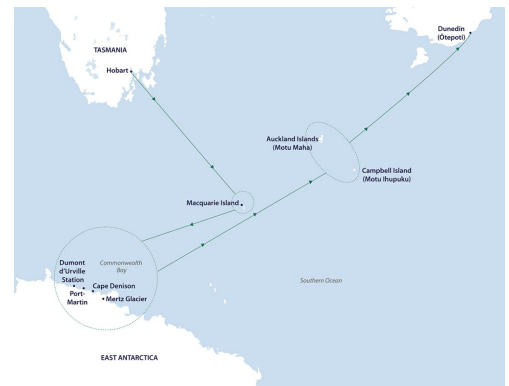 Dunedin
(Ōtepoti)
TASMANIA
Hobart
Auckland Islands
(Motu Maha)
Campbell Island
(Motu Ihupuku)
Macquarie Island
Commonwealth
Bay
Dumont
d'Urville
Station
Port-
Martin
Cape Denison
Mertz Glacier
Southern Ocean
EAST ANTARCTICA